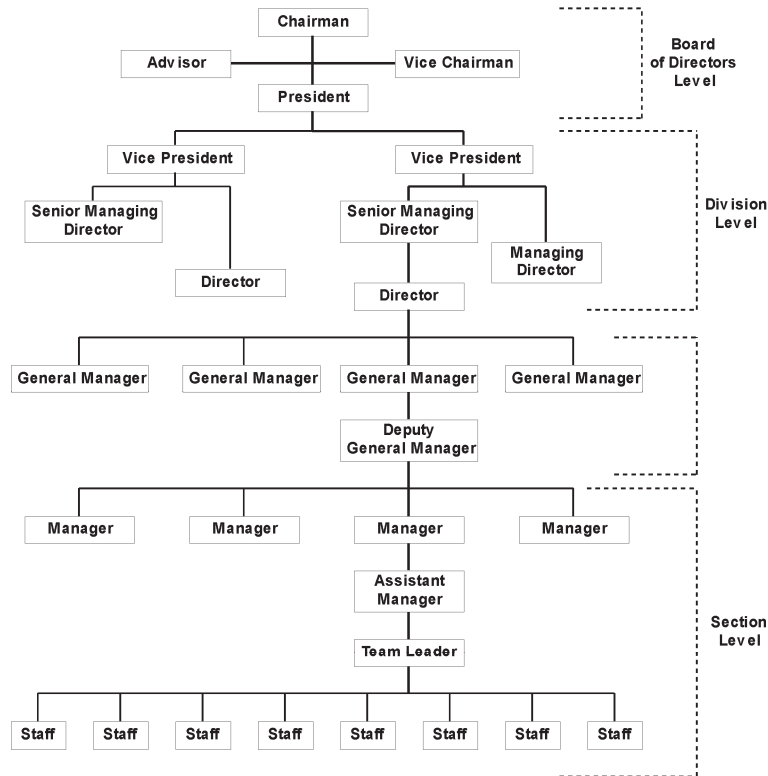 Chairman
Board
of Directors
Level
Advisor
Vice Chairman
President
Vice President
Vice President
Senior Managing
Director
Senior Managing
Director
Division
Level
Managing
Director
Director
Director
General Manager
General Manager
General Manager
General Manager
Deputy
General Manager
Manager
Manager
Manager
Manager
Assistant
Manager
Section
Level
Team Leader
Staff
Staff
Staff
Staff
Staff
Staff
Staff
Staff